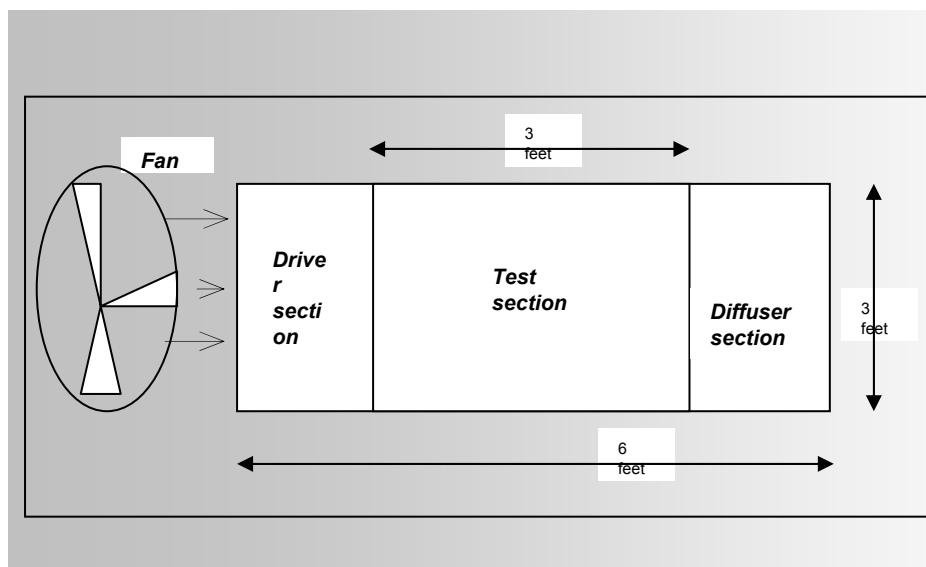 3
feet
Fan
Drive
r
secti
on
Test
section
Diffuser
section
3
feet
6
feet